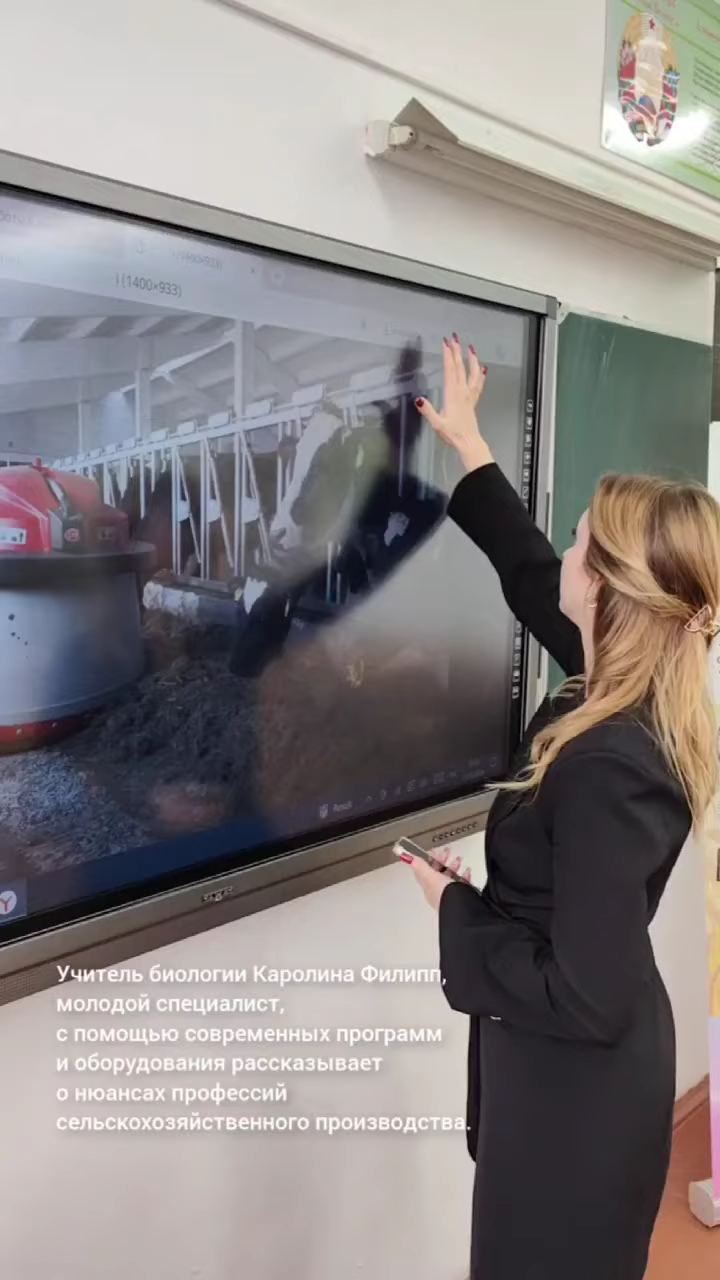 (1400×933)
Учитель биологии Каролина Филипп,
молодой специалист,
с помощью современных программ
и оборудования рассказывает
о нюансах профессий
сельскохозяйственного производства.